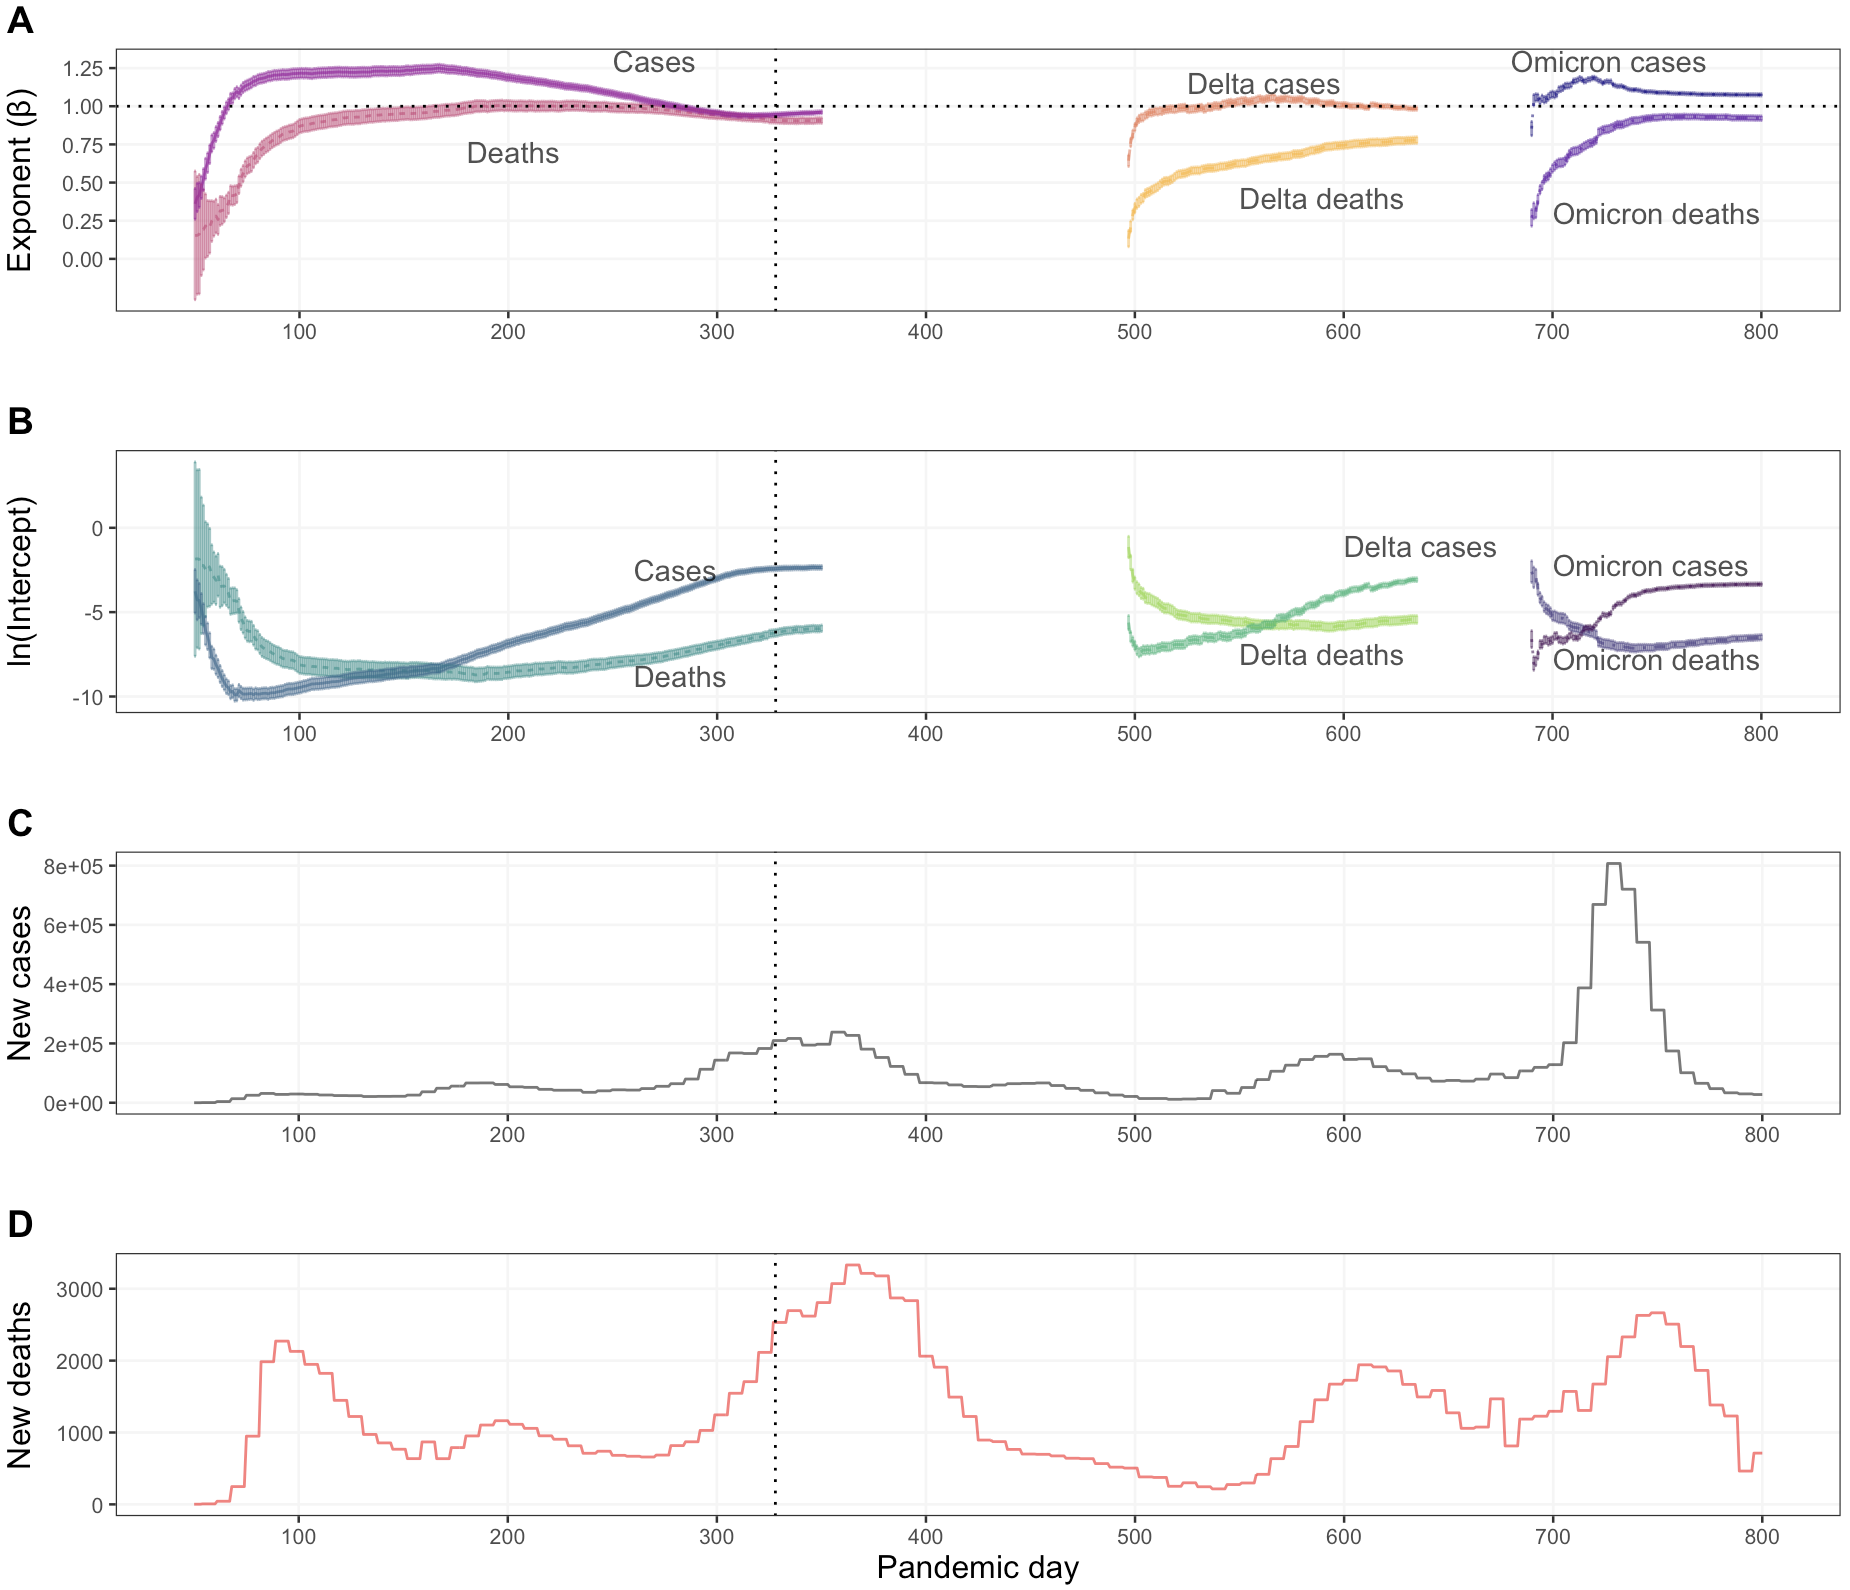 A
Exponent (β)
1.25
1.00
0.75
0.50
0.25
0.00
Cases
Deaths
Delta cases
Delta deaths
Omicron cases
Omicron deaths
100 200 300 400 500 600 700 800
B
ln(Intercept)
0
-5
-10
Cases
Deaths
Delta cases
Delta deaths
Omicron cases
Omicron deaths
100 200 300 400 500 600 700 800
C
New cases
8e+05
6e+05
4e+05
2e+05
0e+00
100 200 300 400 500 600 700 800
D
New deaths
3000
2000
1000
0
100 200 300 400 500 600 700 800
Pandemic day